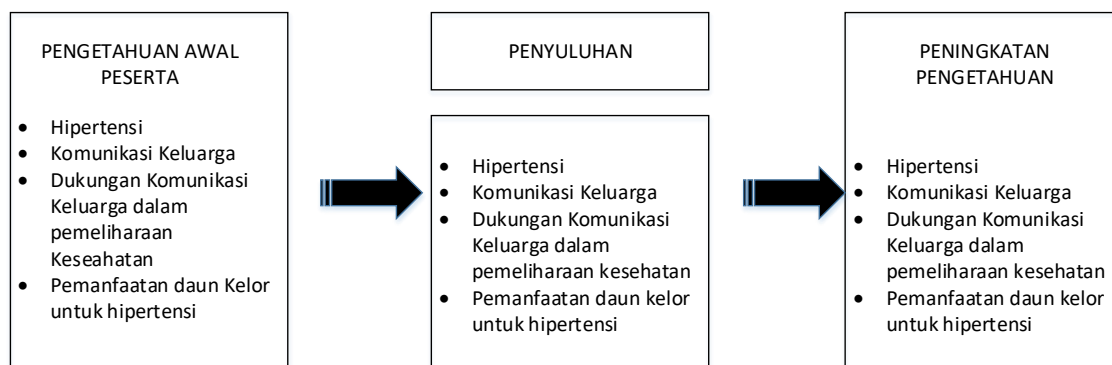 PENGETAHUAN AWAL
PESERTA
• Hipertensi
• Komunikasi Keluarga
• Dukungan Komunikasi
Keluarga dalam
pemeliharaan
Keseahatan
• Pemanfaatan daun Kelor
untuk hipertensi
PENYULUHAN
• Hipertensi
• Komunikasi Keluarga
• Dukungan Komunikasi
Keluarga dalam
pemeliharaan kesehatan
• Pemanfaatan daun kelor
untuk hipertensi
PENINGKATAN
PENGETAHUAN
• Hipertensi
• Komunikasi Keluarga
• Dukungan Komunikasi
Keluarga dalam
pemeliharaan kesehatan
• Pemanfaatan daun kelor
untuk hipertensi